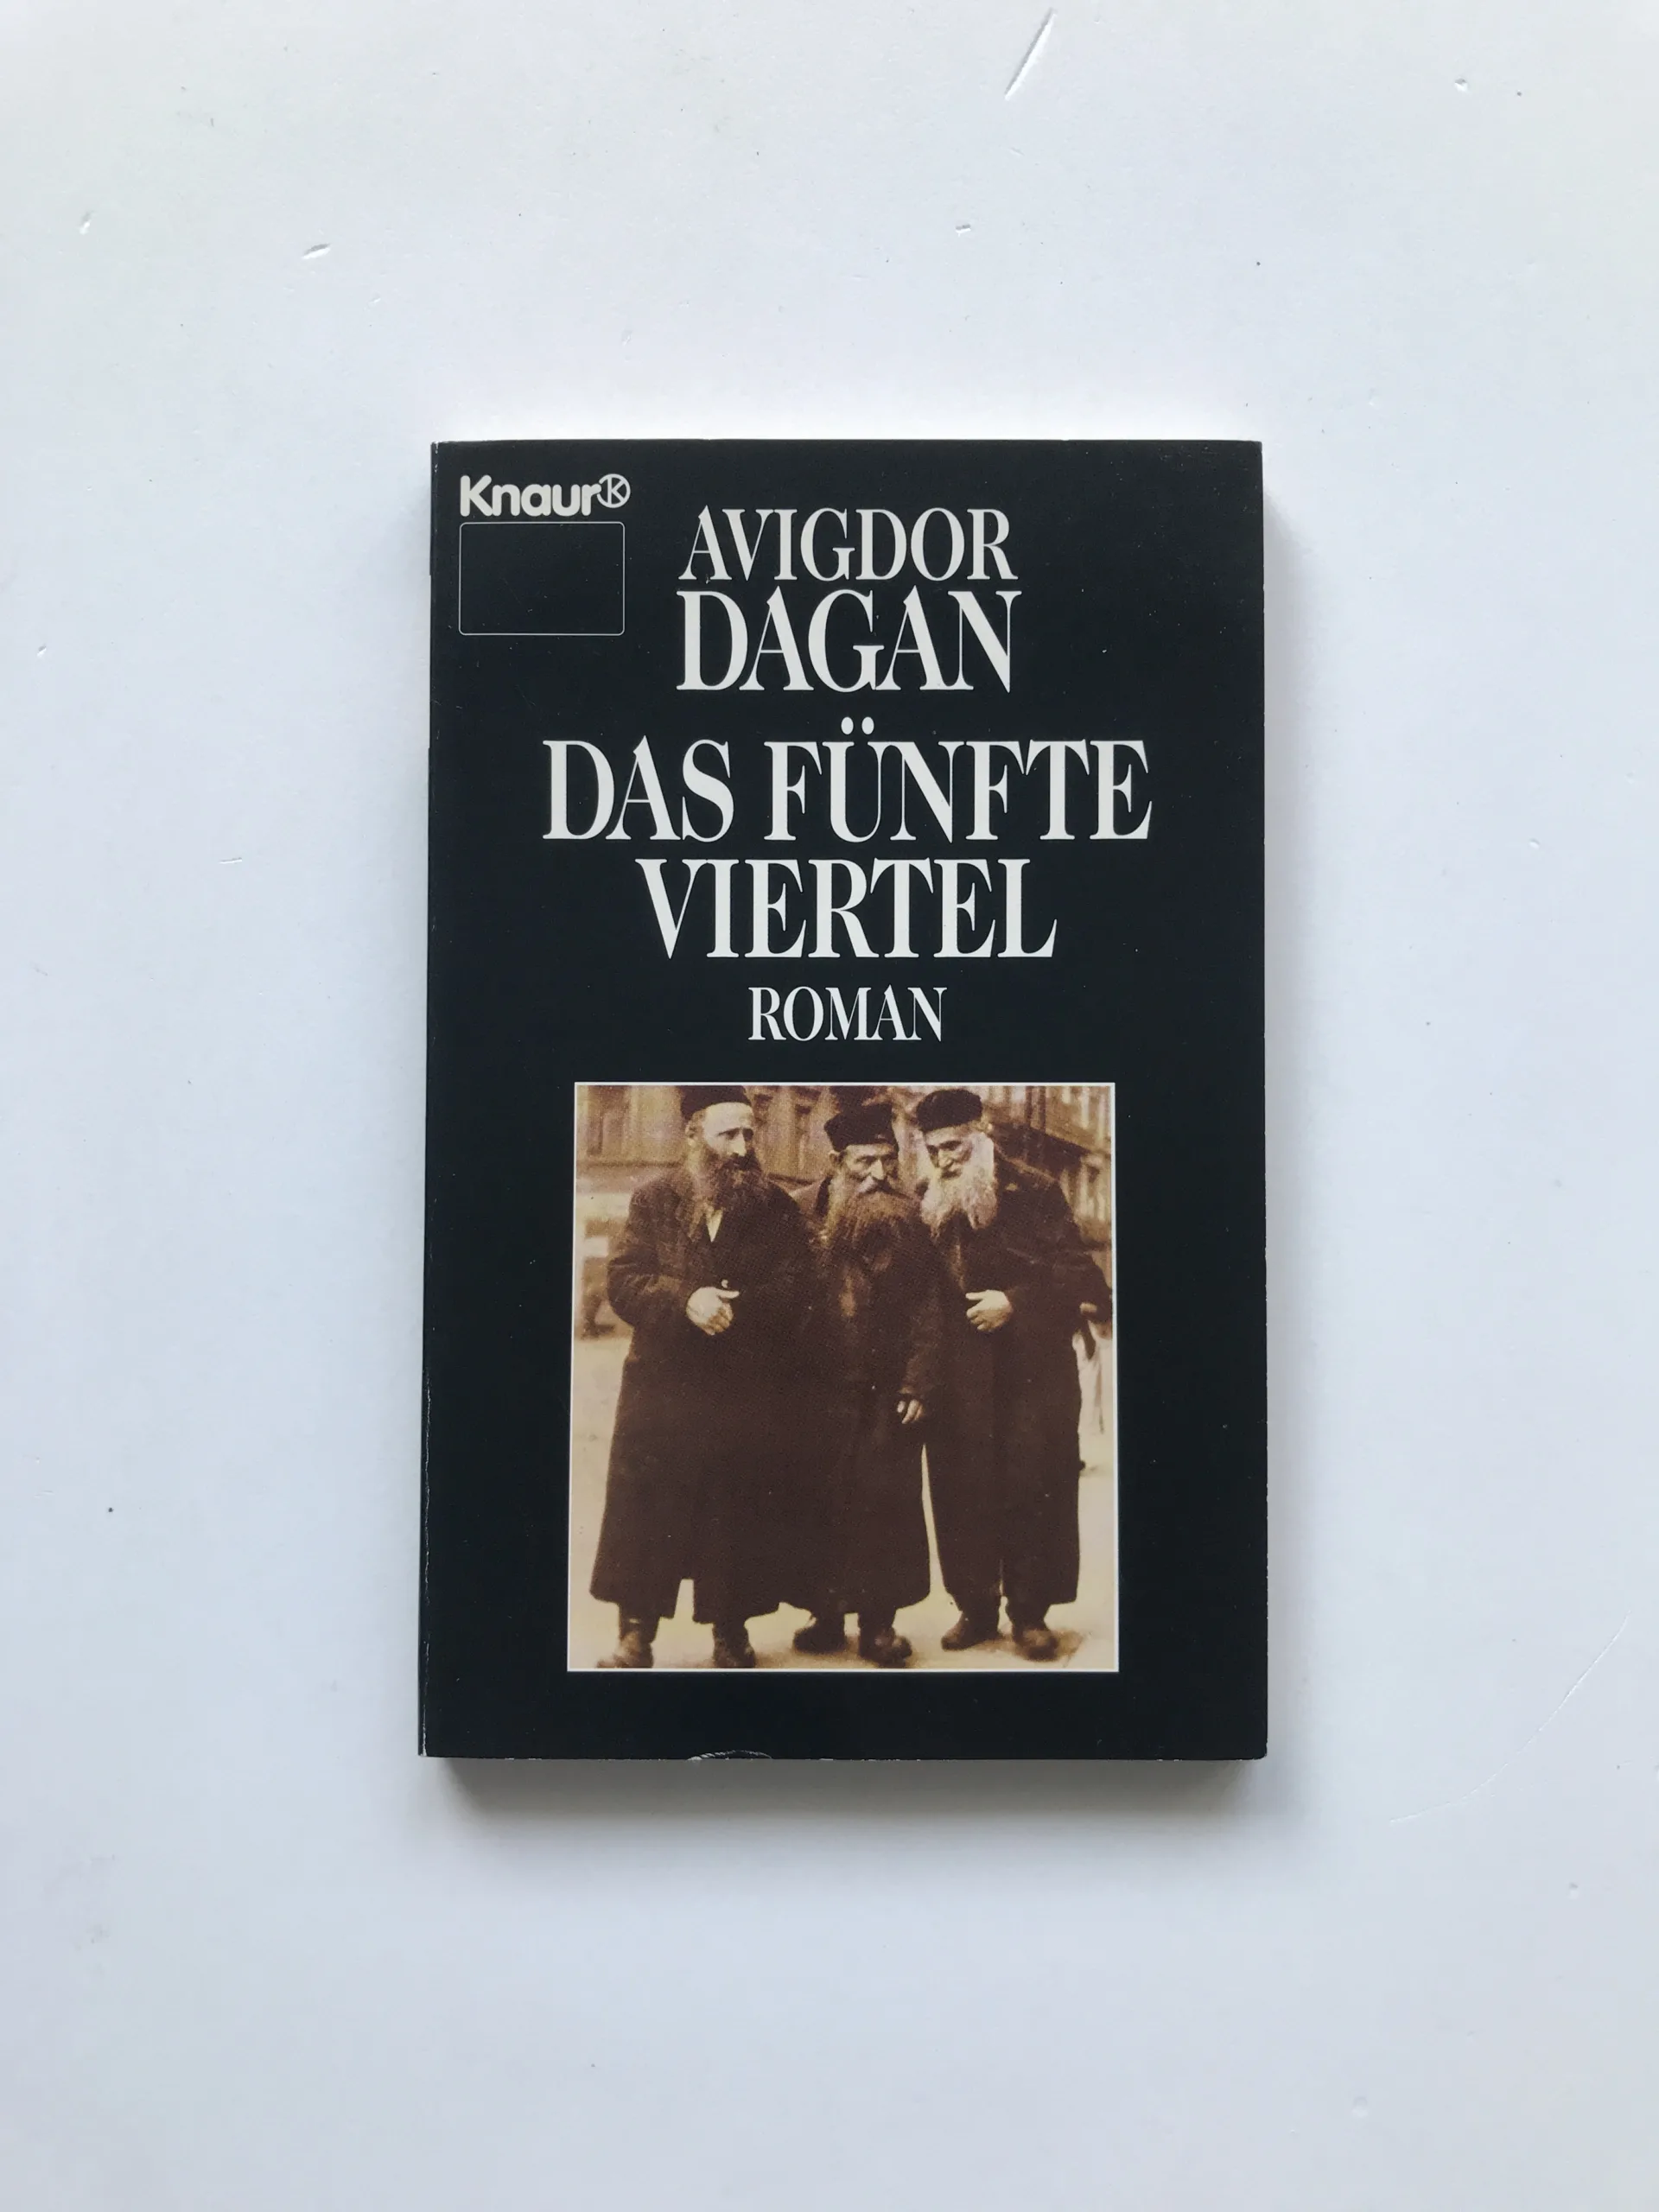 Knaur
AVIGDOR
DAGAN
DAS FÜNFTE
VIERTEL
ROMAN